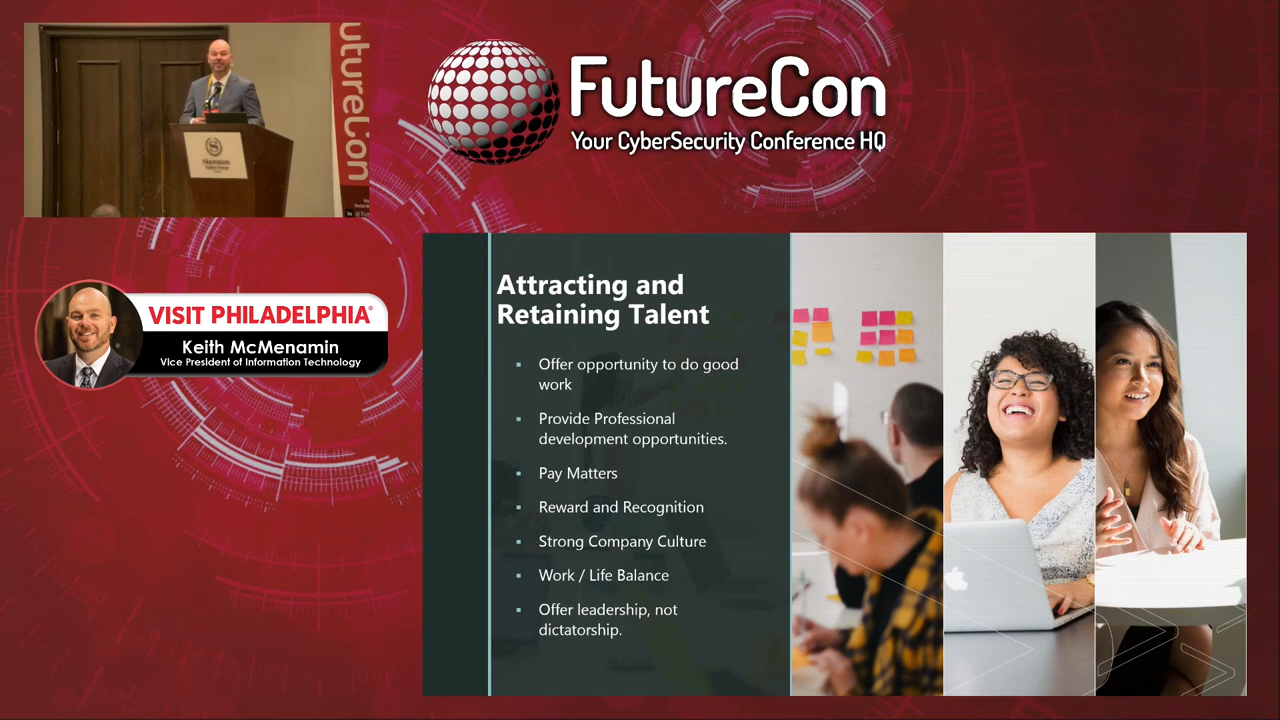 utureCon
Sheraton
FutureCon
Your CyberSecurity Conference HQ
VISIT PHILADELPHIA®
Keith McMenamin
Vice President of Information Technology
Attracting and
Retaining Talent
▪ Offer opportunity to do good
work
▪ Provide Professional
development opportunities.
▪ Pay Matters
▪ Reward and Recognition
▪ Strong Company Culture
▪ Work / Life Balance
▪ Offer leadership, not
dictatorship.